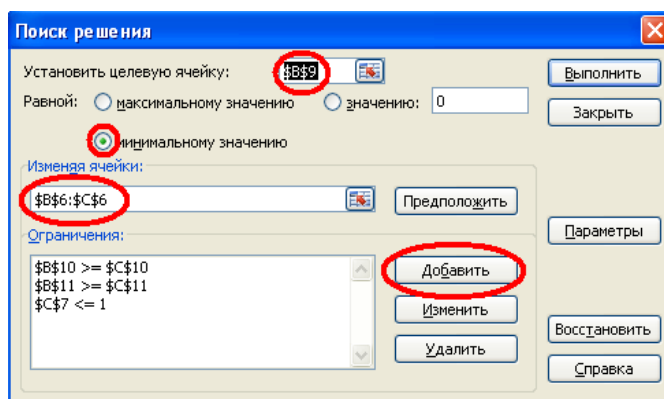 Поиск решения
Установить целевую ячейку: $B$9 Выполнить
Равной: максимальному значению значению: 0 Закрыть
минимальному значению
Изменяя ячейки:
$B$6:$C$6 Предположить
Ограничения: Параметры
$B$10 >= $C$10 Добавить
$B$11 >= $C$11
$C$7 <= 1 Изменить
Восстановить
Удалить
Справка